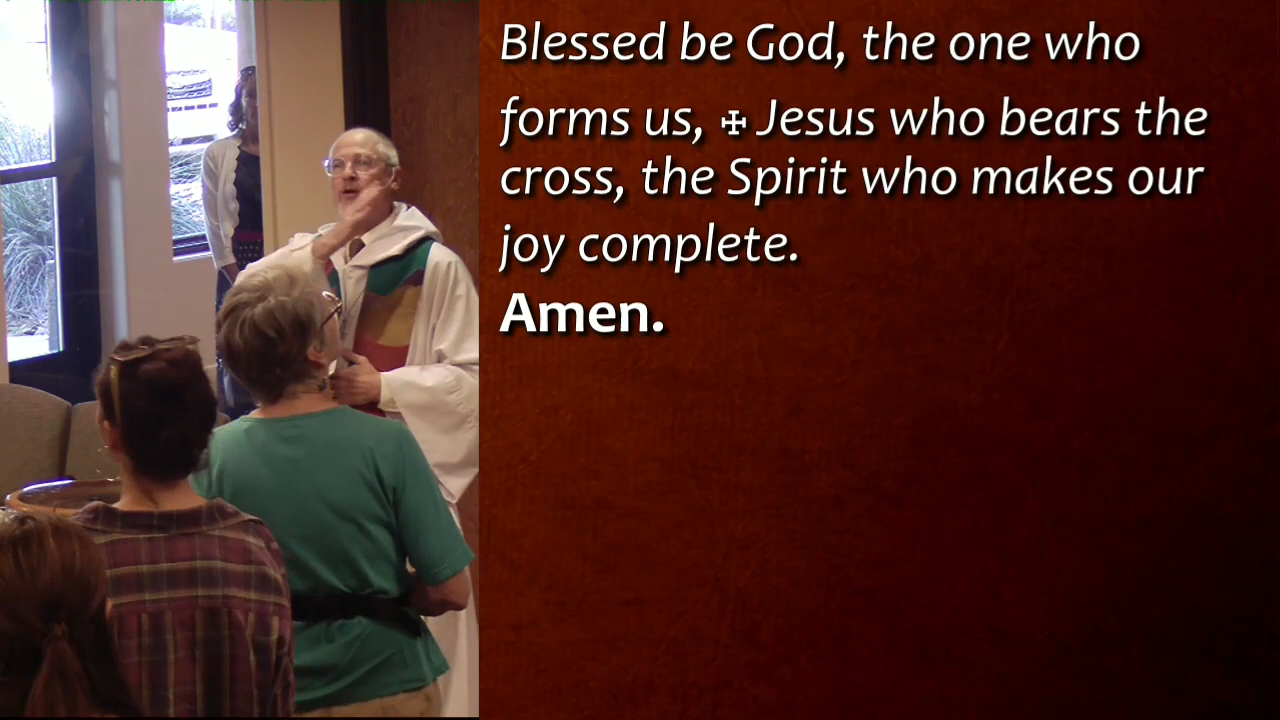 Blessed be God, the one who
forms us, ✠ Jesus who bears the
cross, the Spirit who makes our
joy complete.
Amen.